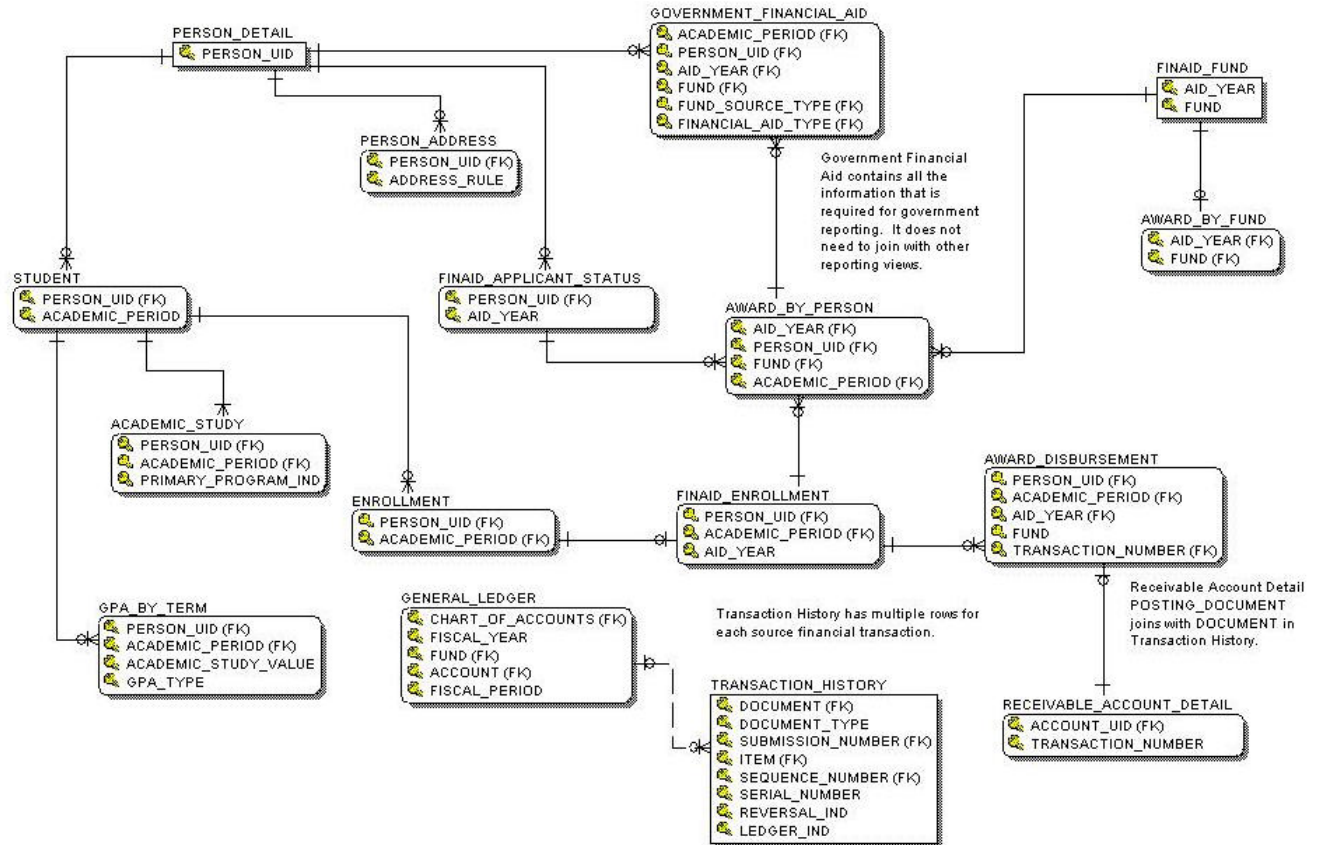 PERSON_DETAIL
PERSON_UID
GOVERNMENT_FINANCIAL_AID
ACADEMIC_PERIOD (FK)
PERSON_UID (FK)
AID_YEAR (FK)
FUND (FK)
FUND_SOURCE_TYPE (FK)
FINANCIAL_AID_TYPE (FK)
FINAID_FUND
AID_YEAR
FUND
PERSON_ADDRESS
PERSON_UID (FK)
ADDRESS_RULE
Government Financial
Aid contains all the
information that is
required for government
reporting. It does not
need to join with other
reporting views.
AWARD_BY_FUND
AID_YEAR (FK)
FUND (FK)
STUDENT
PERSON_UID (FK)
ACADEMIC_PERIOD
FINAID_APPLICANT_STATUS
PERSON_UID (FK)
AID_YEAR
AWARD_BY_PERSON
AID_YEAR (FK)
PERSON_UID (FK)
FUND (FK)
ACADEMIC_PERIOD (FK)
ACADEMIC_STUDY
PERSON_UID (FK)
ACADEMIC_PERIOD (FK)
PRIMARY_PROGRAM_IND
ENROLLMENT
PERSON_UID (FK)
ACADEMIC_PERIOD (FK)
FINAID_ENROLLMENT
PERSON_UID (FK)
ACADEMIC_PERIOD (FK)
AID_YEAR
AWARD_DISBURSEMENT
PERSON_UID (FK)
ACADEMIC_PERIOD (FK)
AID_YEAR (FK)
FUND
TRANSACTION_NUMBER (FK)
GPA_BY_TERM
PERSON_UID (FK)
ACADEMIC_PERIOD (FK)
ACADEMIC_STUDY_VALUE
GPA_TYPE
GENERAL_LEDGER
CHART_OF_ACCOUNTS (FK)
FISCAL_YEAR
FUND (FK)
ACCOUNT (FK)
FISCAL_PERIOD
Transaction History has multiple rows for
each source financial transaction.
Receivable Account Detail
POSTING_DOCUMENT
joins with DOCUMENT in
Transaction History.
TRANSACTION_HISTORY
DOCUMENT (FK)
DOCUMENT_TYPE
SUBMISSION_NUMBER (FK)
ITEM (FK)
SEQUENCE_NUMBER (FK)
SERIAL_NUMBER
REVERSAL_IND
LEDGER_IND
RECEIVABLE_ACCOUNT_DETAIL
ACCOUNT_UID (FK)
TRANSACTION_NUMBER